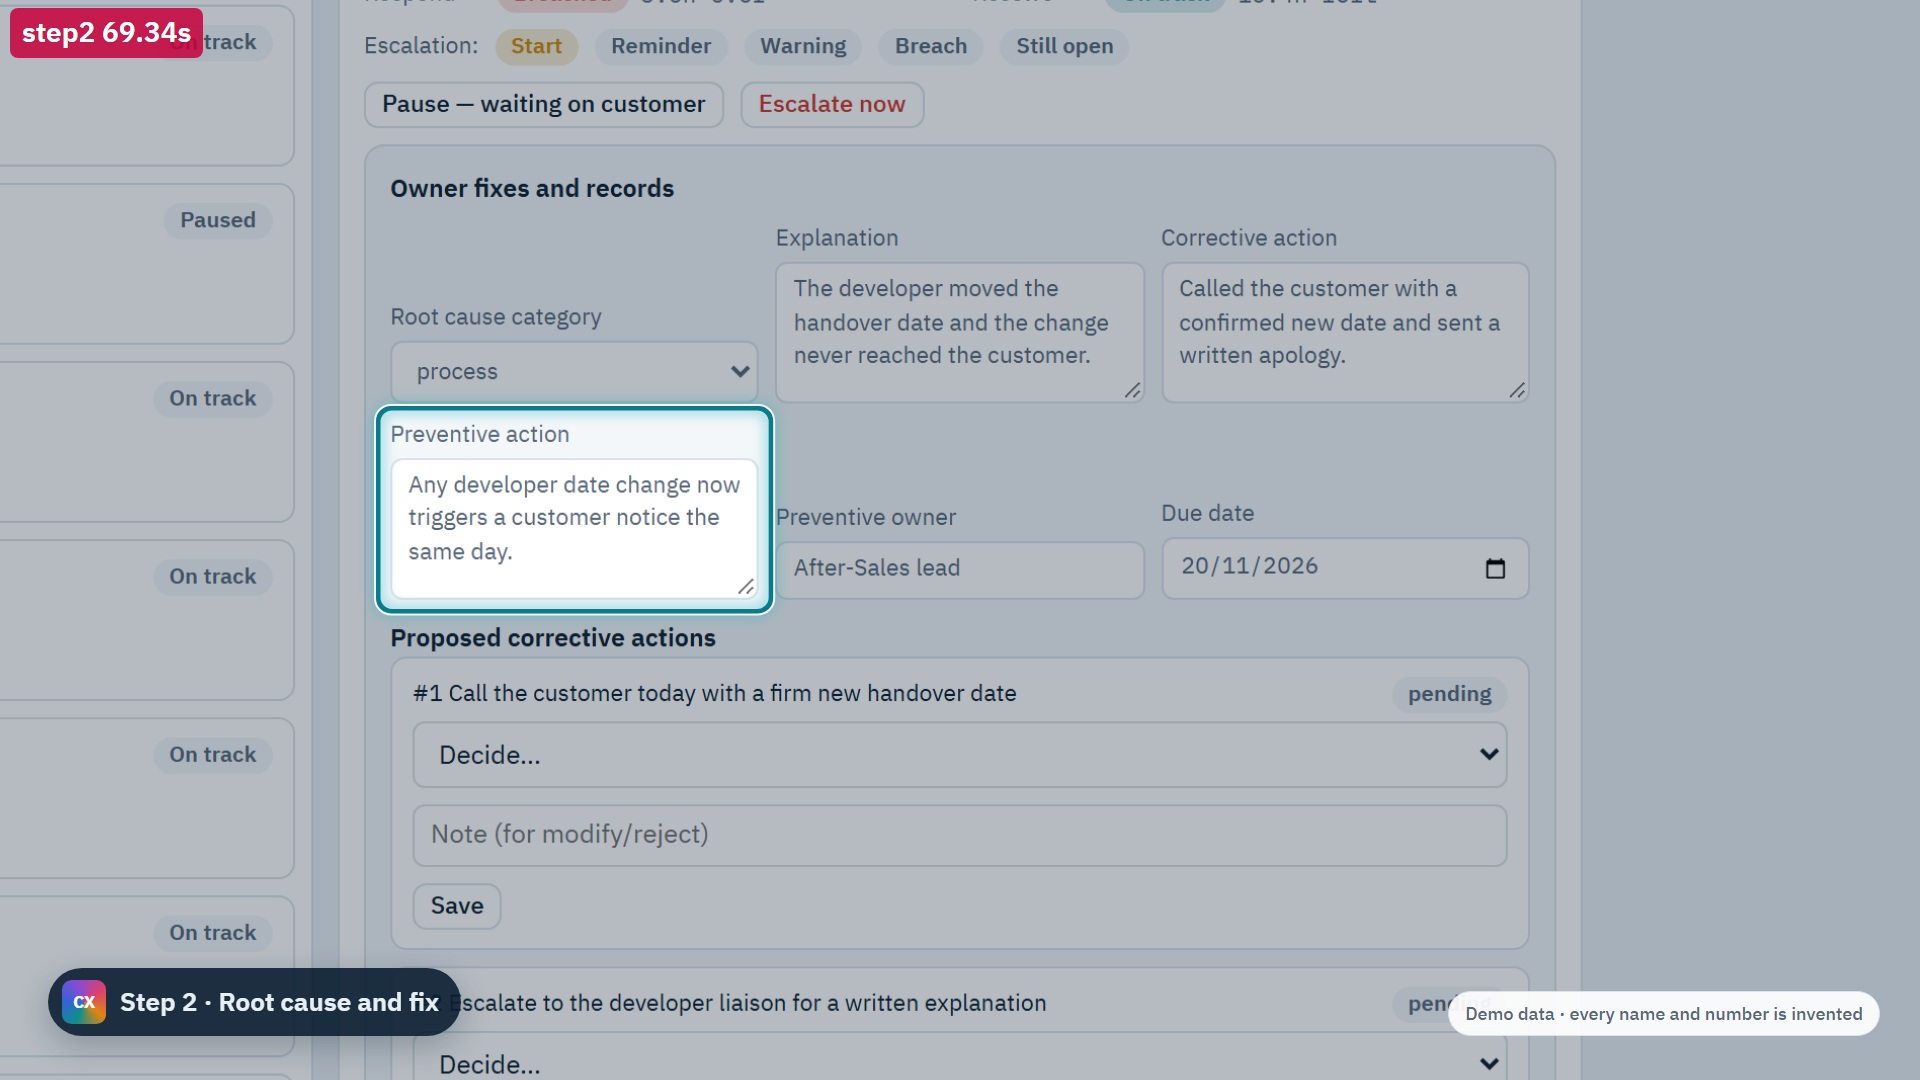 step2 69.34s
On track
Paused
On track
On track
On track
On track
Escalation: Start Reminder Warning Breach Still open
Pause — waiting on customer Escalate now
Owner fixes and records
Root cause category
process
Explanation
The developer moved the
handover date and the change
never reached the customer.
Corrective action
Called the customer with a
confirmed new date and sent a
written apology.
Preventive action
Any developer date change now
triggers a customer notice the
same day.
Preventive owner
After-Sales lead
Due date
20/11/2026
Proposed corrective actions
#1 Call the customer today with a firm new handover date pending
Decide...
Note (for modify/reject)
Save
Escalate to the developer liaison for a written explanation pending
Decide...
CX Step 2 · Root cause and fix
Demo data · every name and number is invented